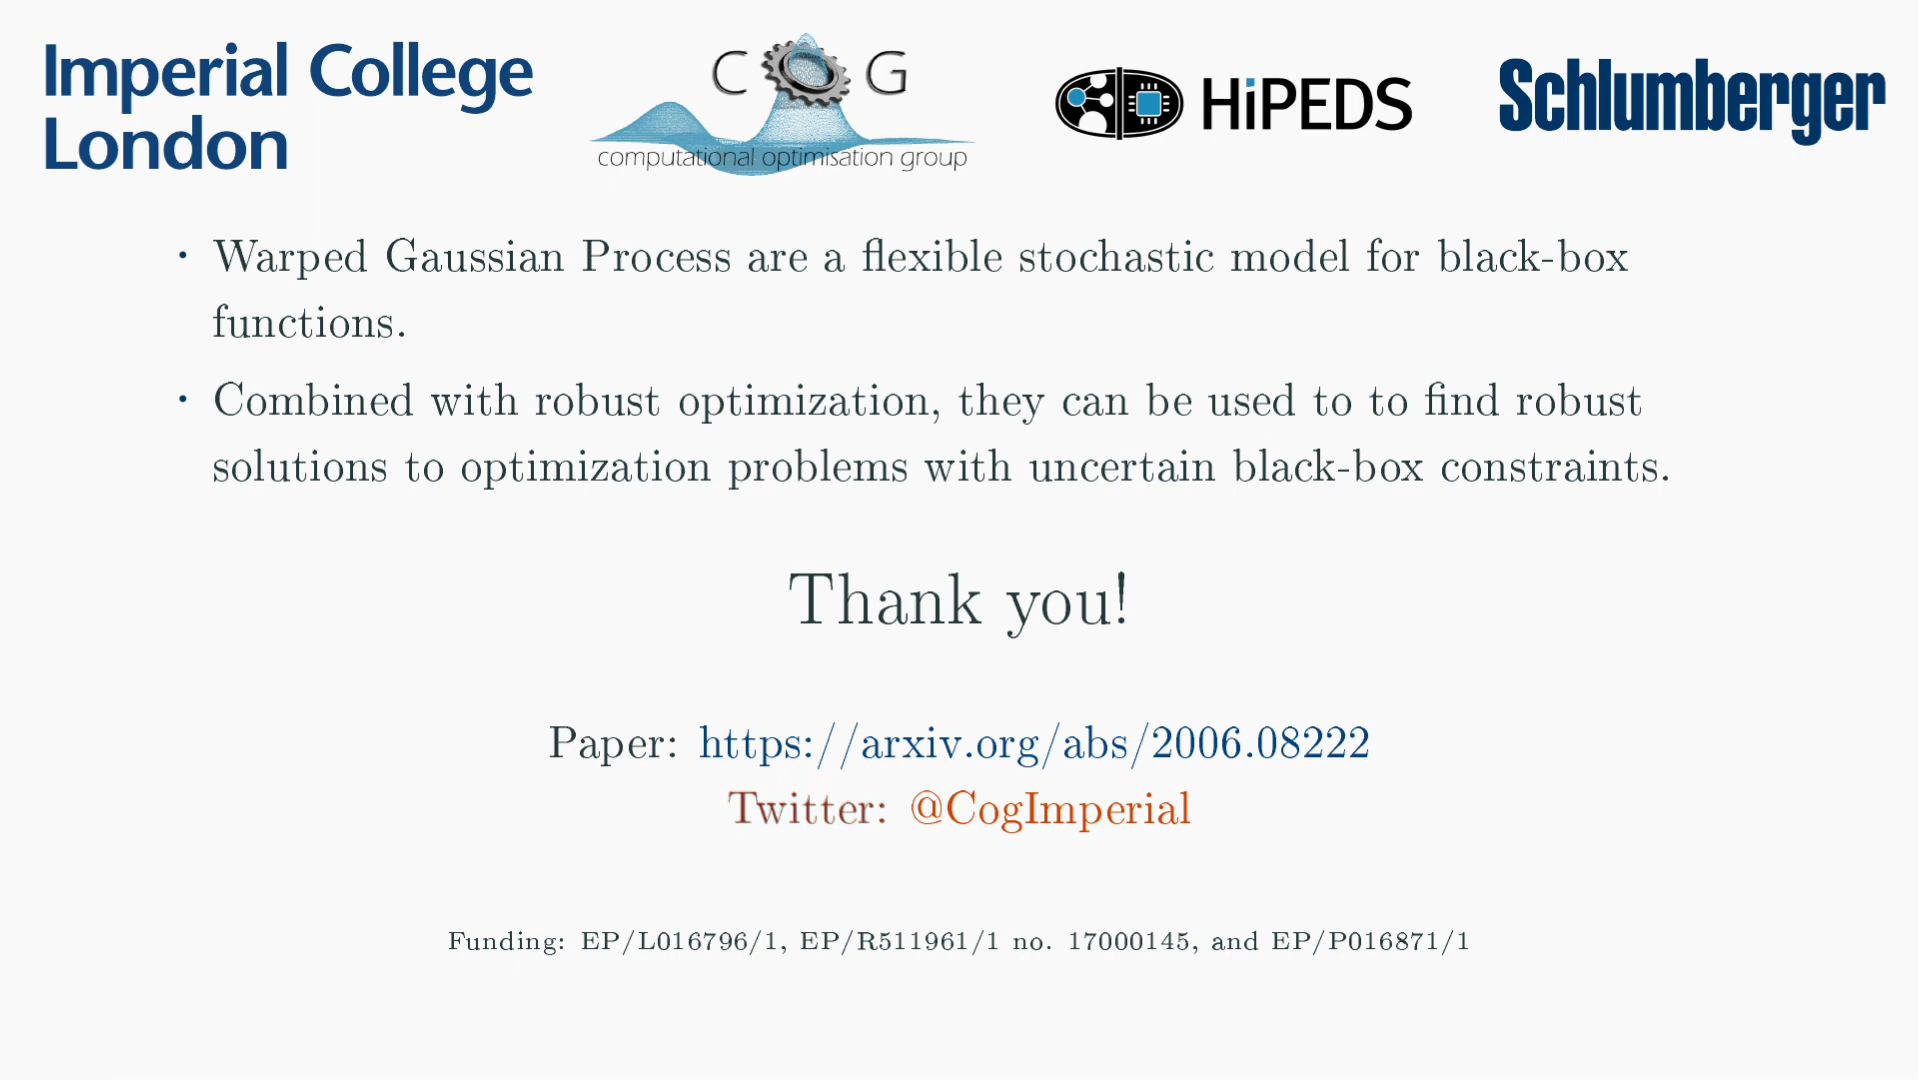 Imperial College
London
C G
computational optimisation group
HiPEDS
Schlumberger
· Warped Gaussian Process are a flexible stochastic model for black-box
functions.
· Combined with robust optimization, they can be used to to find robust
solutions to optimization problems with uncertain black-box constraints.
Thank you!
Paper: https://arxiv.org/abs/2006.08222
Twitter: @CogImperial
Funding: EP/L016796/1, EP/R511961/1 no. 17000145, and EP/P016871/1